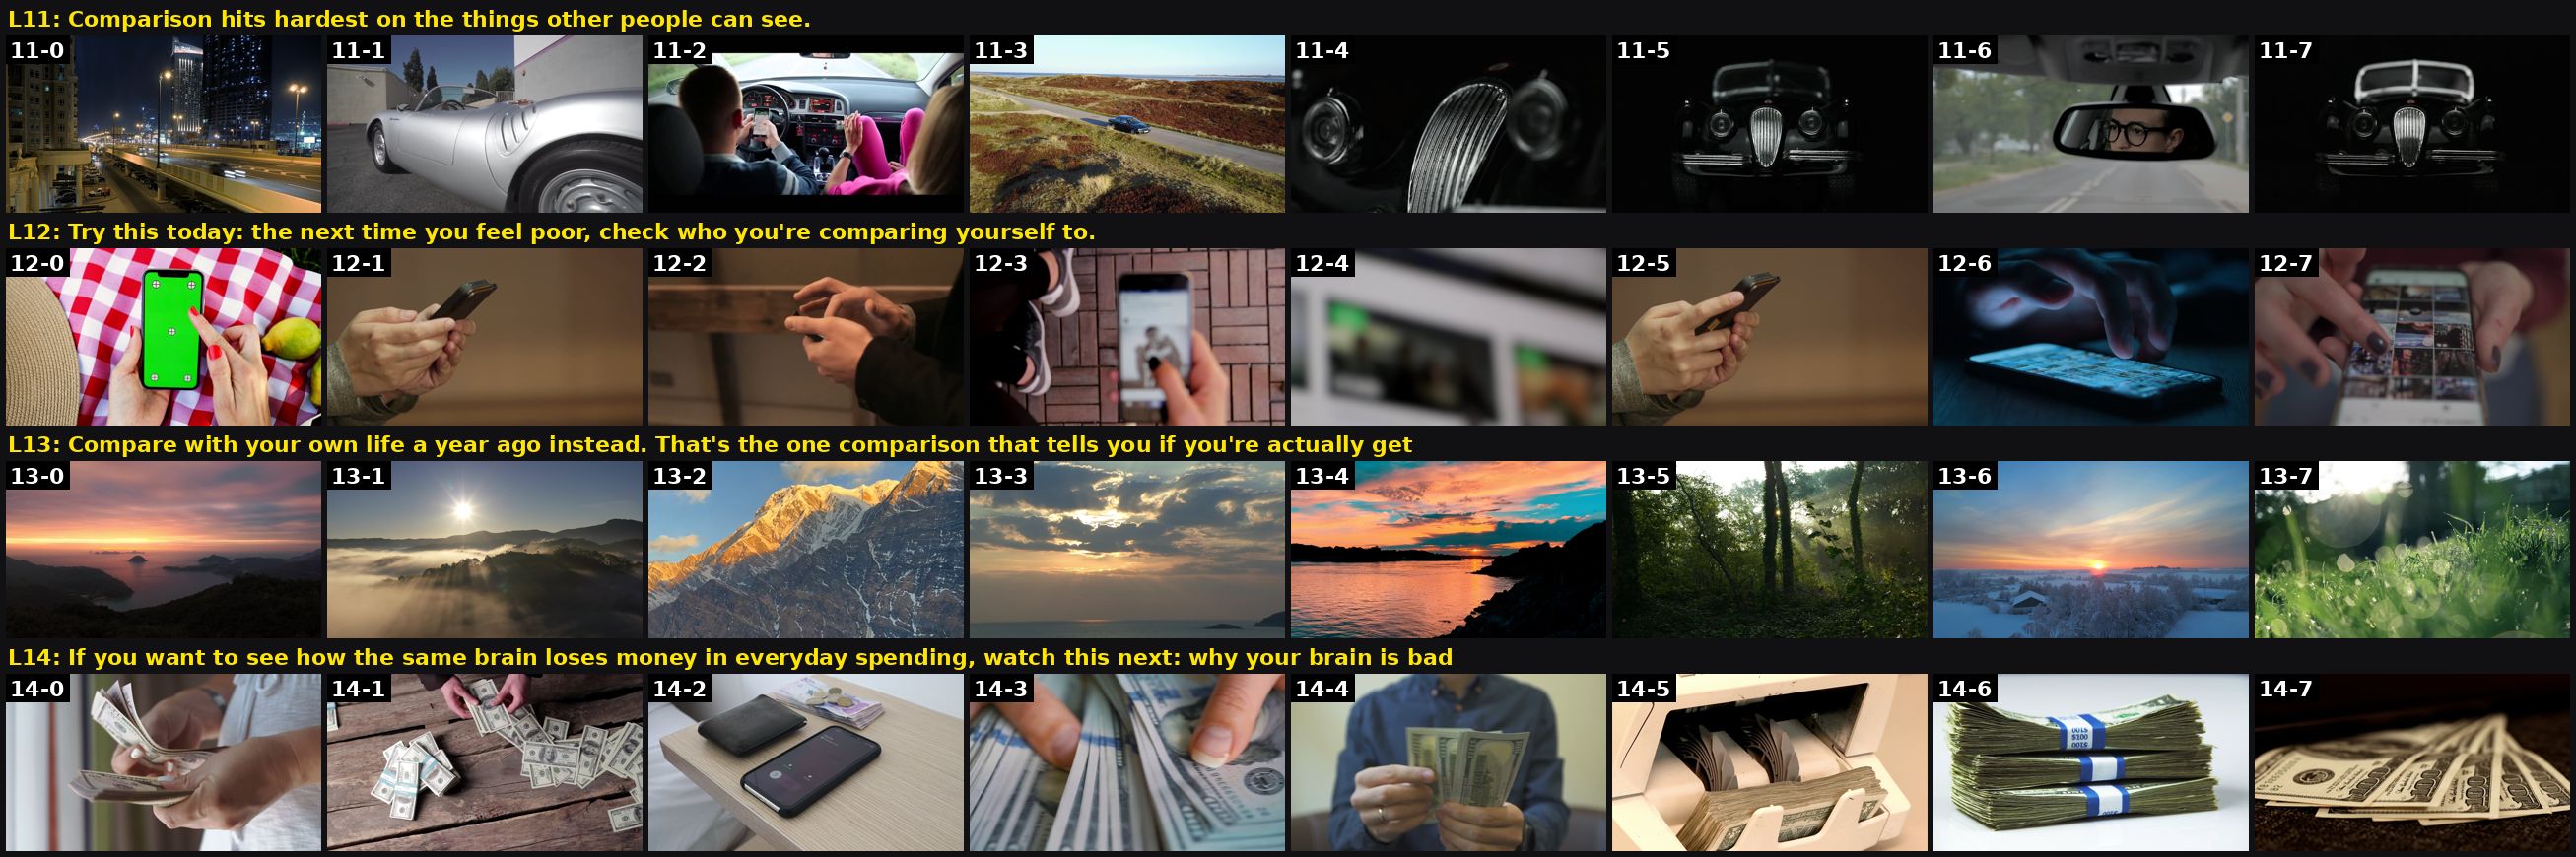 L11: Comparison hits hardest on the things other people can see.
11-0 11-1 11-2 11-3 11-4 11-5 11-6 11-7
L12: Try this today: the next time you feel poor, check who you're comparing yourself to.
12-0 12-1 12-2 12-3 12-4 12-5 12-6 12-7
L13: Compare with your own life a year ago instead. That's the one comparison that tells you if you're actually get
13-0 13-1 13-2 13-3 13-4 13-5 13-6 13-7
L14: If you want to see how the same brain loses money in everyday spending, watch this next: why your brain is bad
14-0 14-1 14-2 14-3 14-4 14-5 14-6 14-7